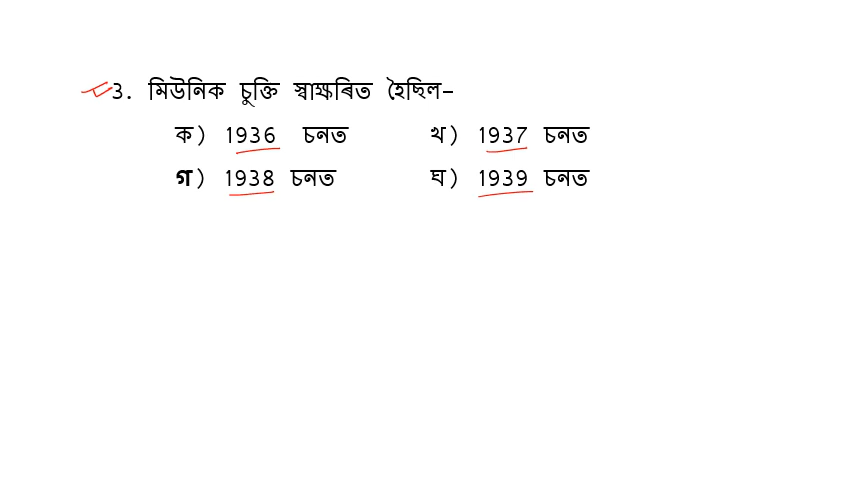 3. মিউনিক চুক্তি স্বাক্ষৰিত হৈছিল-
ক) 1936 চনত খ) 1937 চনত
গ) 1938 চনত ঘ) 1939 চনত